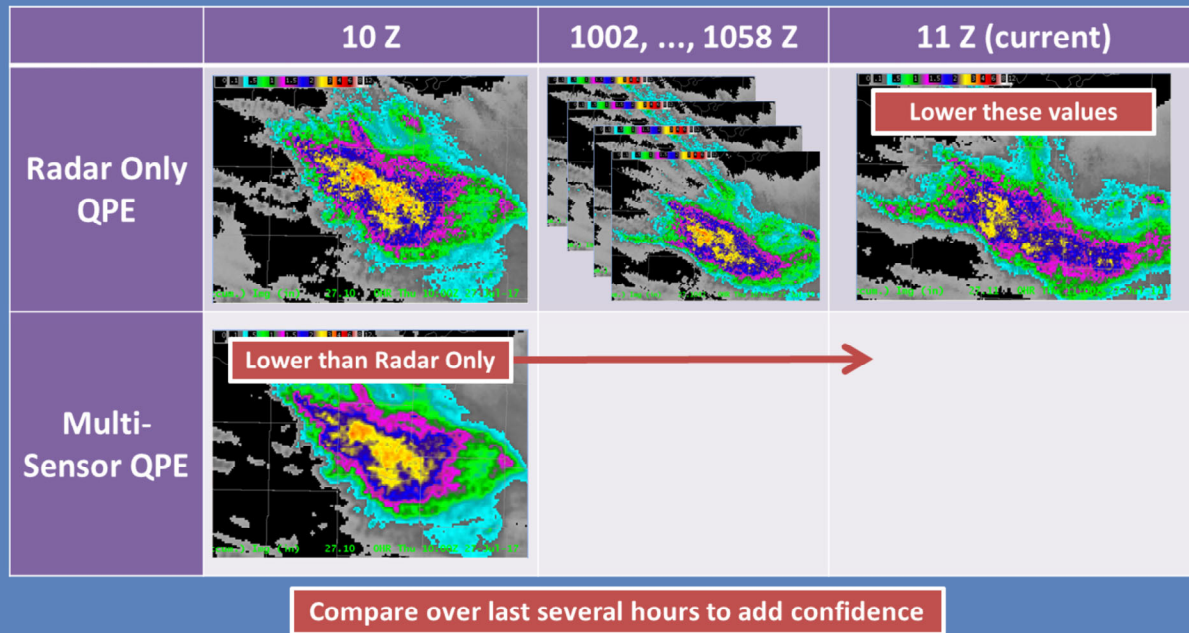 10 Z
1002, ..., 1058 Z
11 Z (current)
Radar Only
QPE
Lower these values
Multi-
Sensor QPE
Lower than Radar Only
Compare over last several hours to add confidence